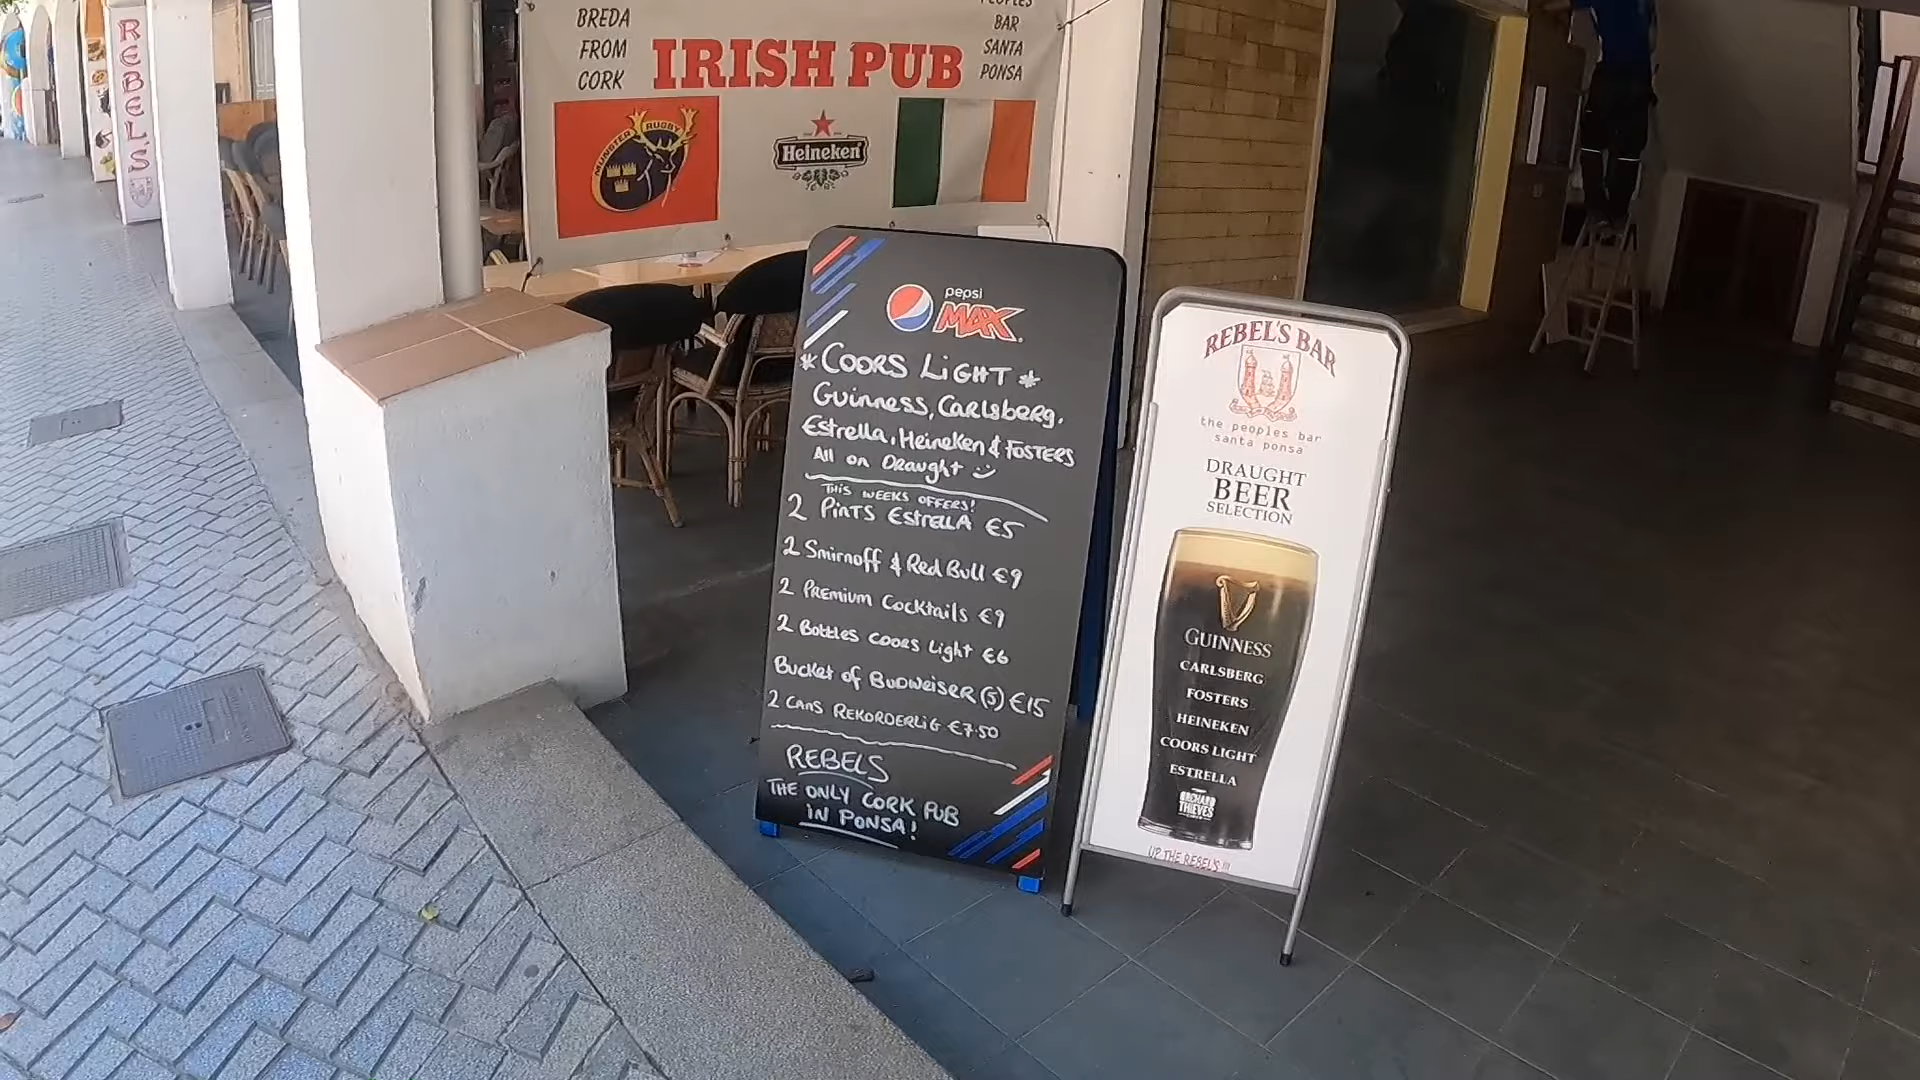 REBEL'S
BREDA
FROM
CORK
IRISH PUB
PEOPLES
BAR
SANTA
PONSA
MUNSTER RUGBY
Heineken
pepsi
MAX
*COORS LIGHT*
Guinness, Carlsberg,
Estrella, Heineken & FOSTERS
All on Draught
THIS WEEKS OFFERS!
2 PINTS ESTRELLA €5
2 Smirnoff & Red Bull €9
2 PREMIUM COCKTAILS €9
2 Bottles COORS Light €6
Bucket of BUDWEISER (5) €15
2 CANS REKORDERLIG €7.50
REBELS
THE ONLY CORK PUB
IN PONSA!
REBEL'S BAR
the peoples bar
santa ponsa
DRAUGHT
BEER
SELECTION
GUINNESS
CARLSBERG
FOSTERS
HEINEKEN
COORS LIGHT
ESTRELLA
ORCHARD
THIEVES
UP THE REBEL'S !!!